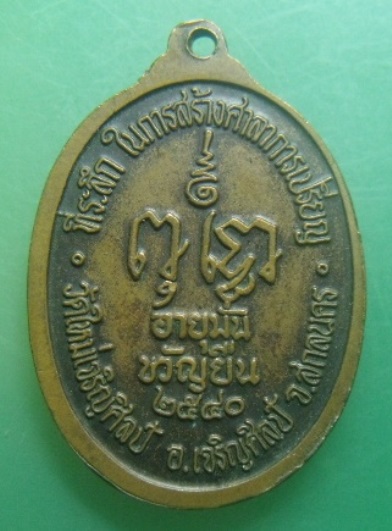 ที่ระลึก ในการสร้างศาลาการเปรียญ
อายุมั่น
ขวัญยืน
๒๕๔๐
วัดใหม่เจริญศิลป์ อ.เจริญศิลป์ จ.สกลนคร